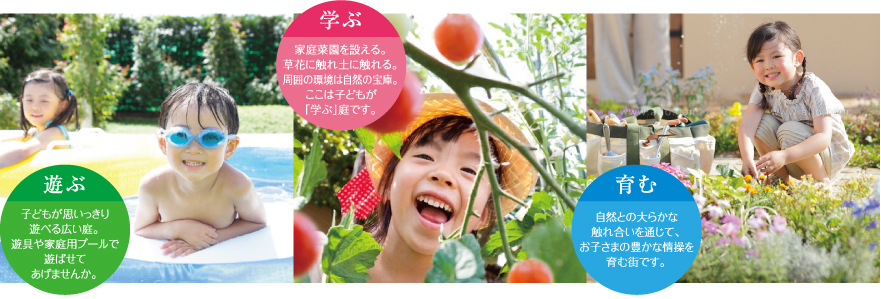 遊ぶ
子どもが思いっきり
遊べる広い庭。
遊具や家庭用プールで
遊ばせて
あげませんか。
学ぶ
家庭菜園を設える。
草花に触れ土に触れる。
周囲の環境は自然の宝庫。
ここは子どもが
「学ぶ」庭です。
育む
自然との大らかな
触れ合いを通じて、
お子さまの豊かな情操を
育む街です。